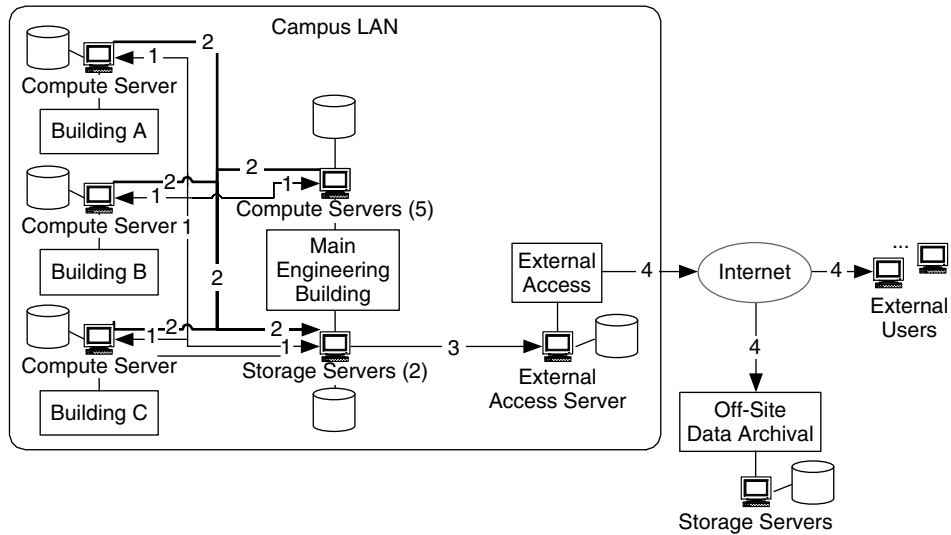 Campus LAN
2
1
Compute Server
Building A
2
1
2
1
Compute Server
1
Compute Servers (5)
Building B
Main
Engineering
Building
2
External
Access
4
Internet
4
...
External
Users
2
1
2
1
3
4
Compute Server
Storage Servers (2)
External
Access Server
Building C
Off-Site
Data Archival
Storage Servers